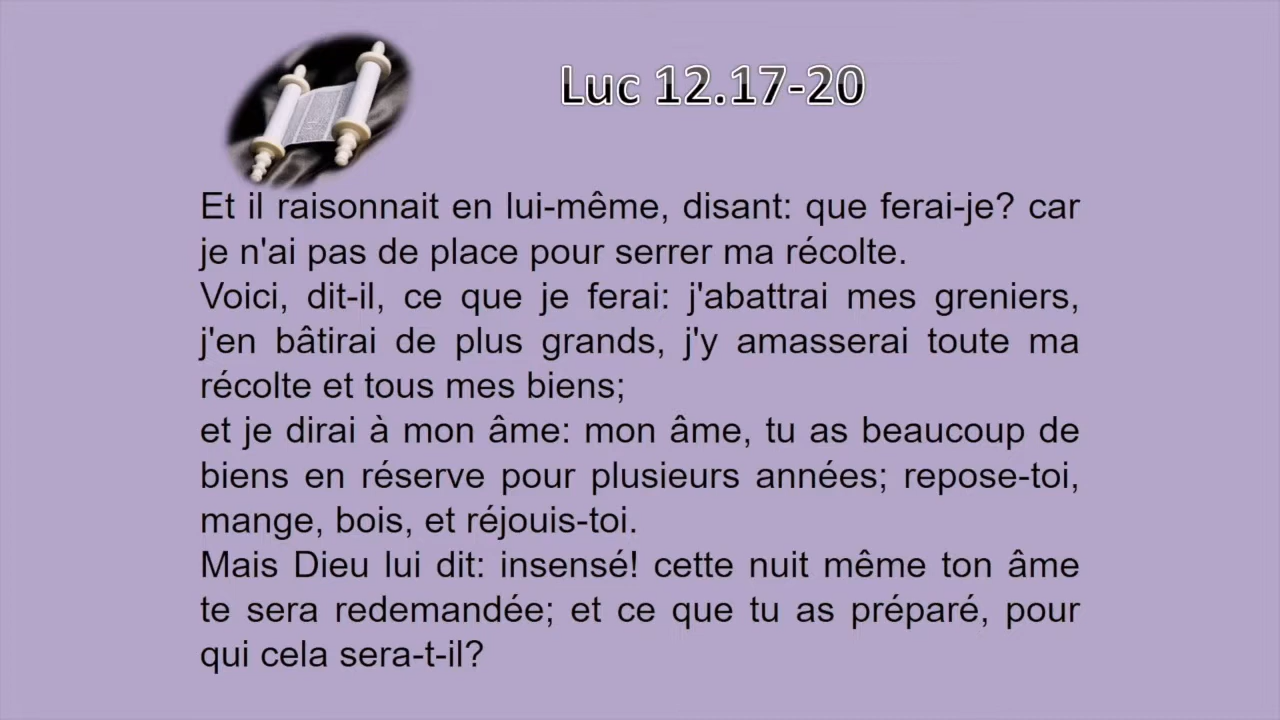 Luc 12.17-20
Et il raisonnait en lui-même, disant: que ferai-je? car
je n'ai pas de place pour serrer ma récolte.
Voici, dit-il, ce que je ferai: j'abattrai mes greniers,
j'en bâtirai de plus grands, j'y amasserai toute ma
récolte et tous mes biens;
et je dirai à mon âme: mon âme, tu as beaucoup de
biens en réserve pour plusieurs années; repose-toi,
mange, bois, et réjouis-toi.
Mais Dieu lui dit: insensé! cette nuit même ton âme
te sera redemandée; et ce que tu as préparé, pour
qui cela sera-t-il?